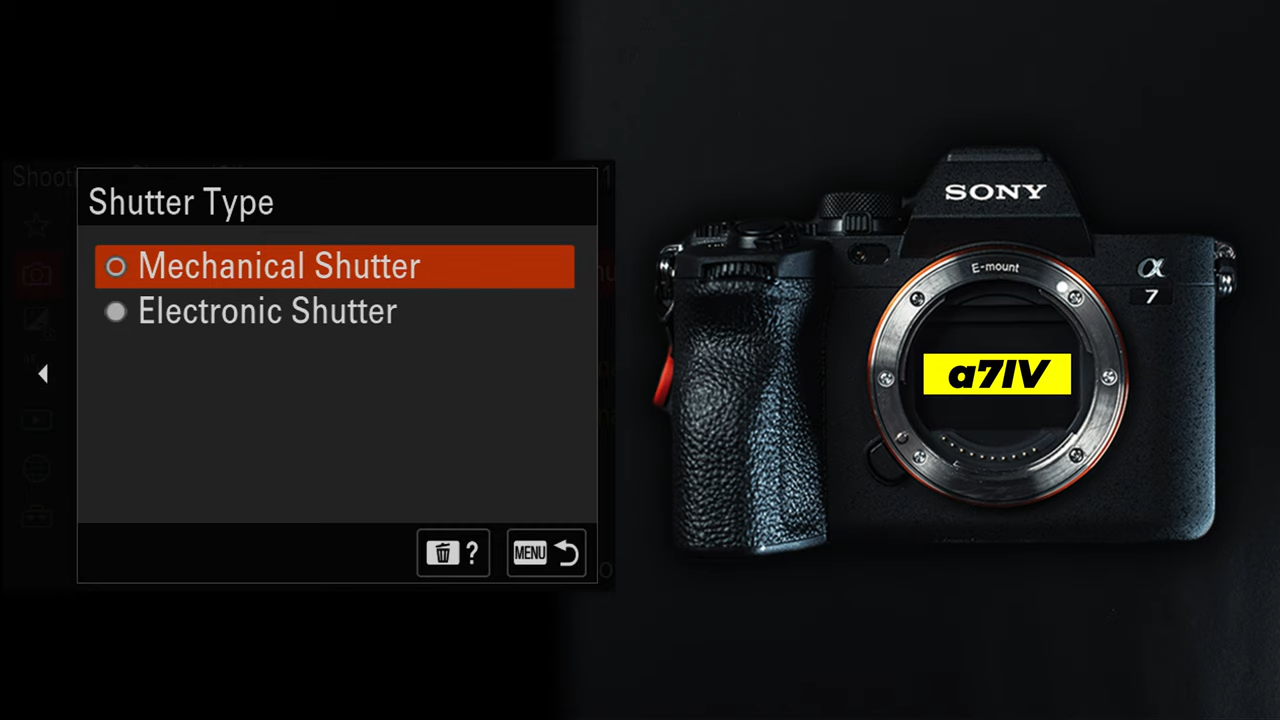 Shutter Type
Mechanical Shutter
Electronic Shutter
?
MENU
SONY
E-mount
α
7
a7IV